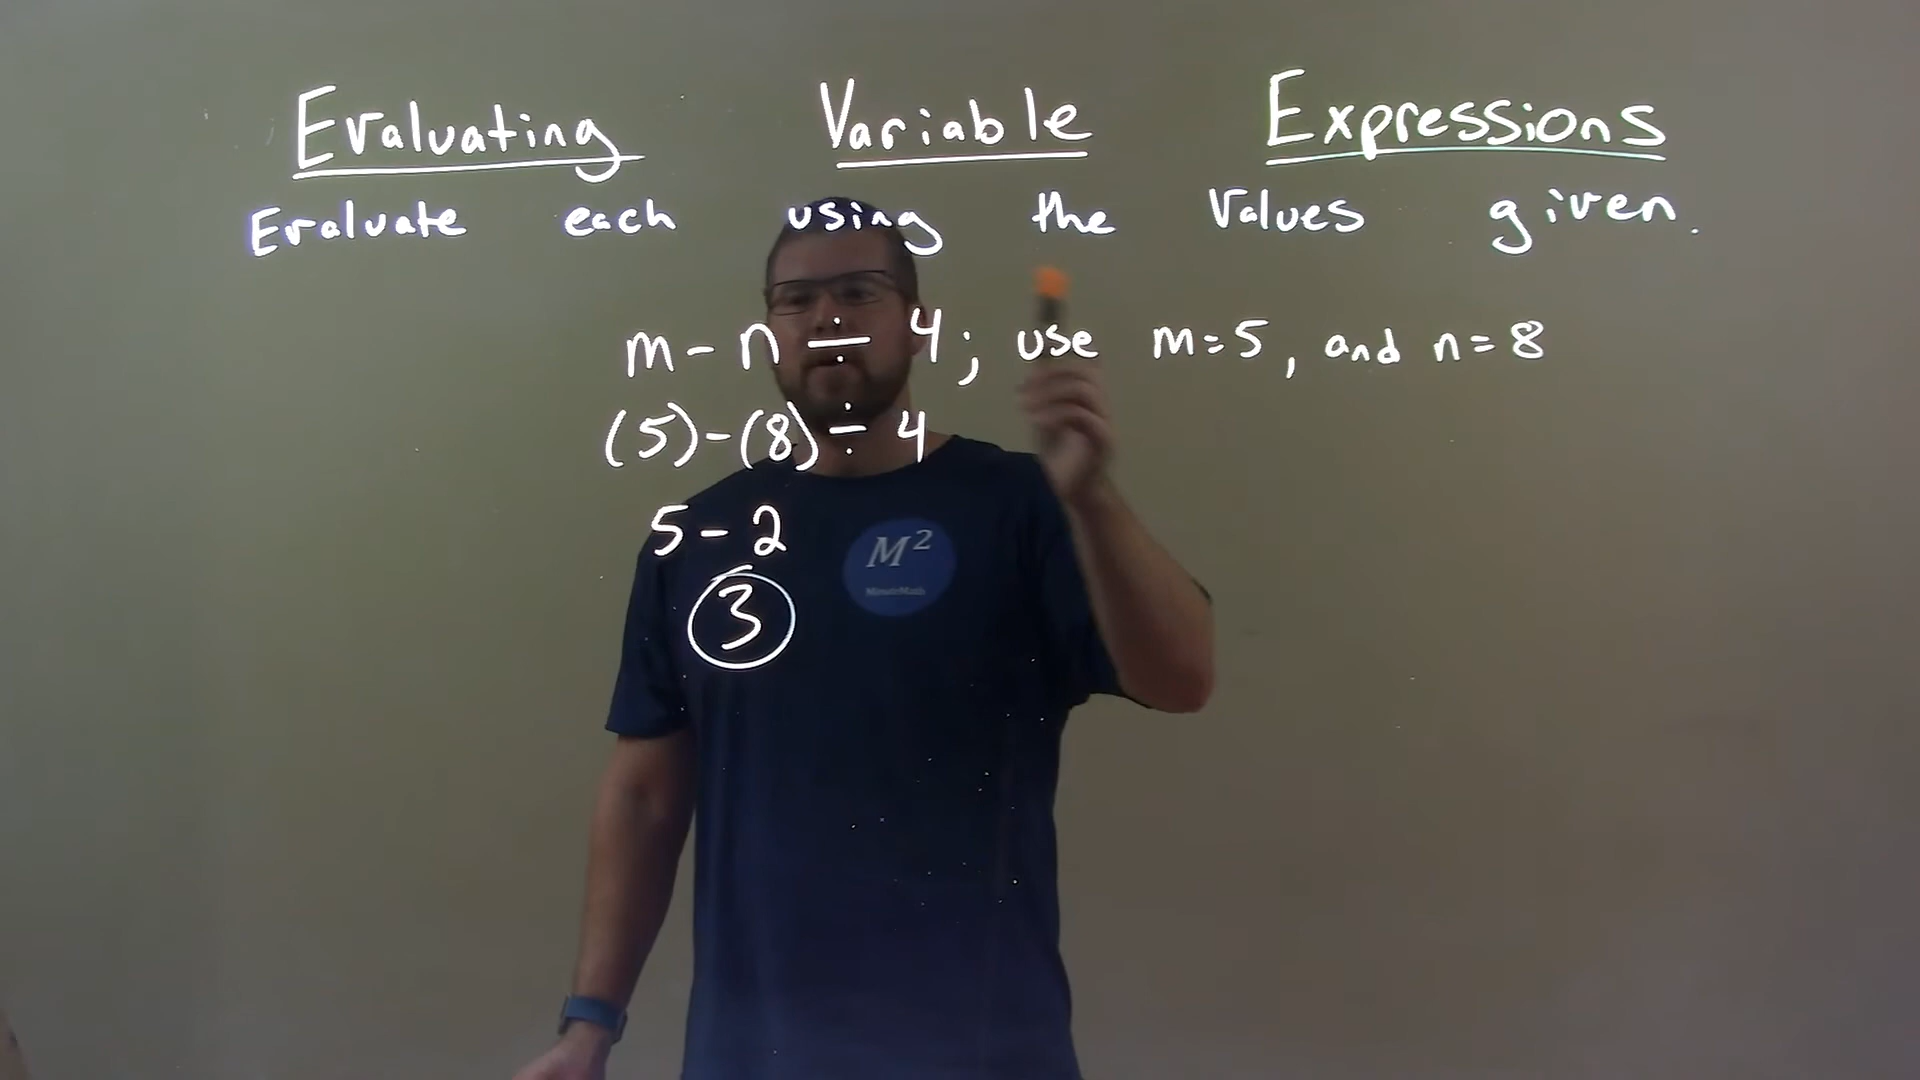 Evaluating Variable Expressions
Evaluate each using the values given.
m - n ÷ 4; use m=5, and n=8
(5)-(8) ÷ 4
5 - 2
3
M²
MinuteMath